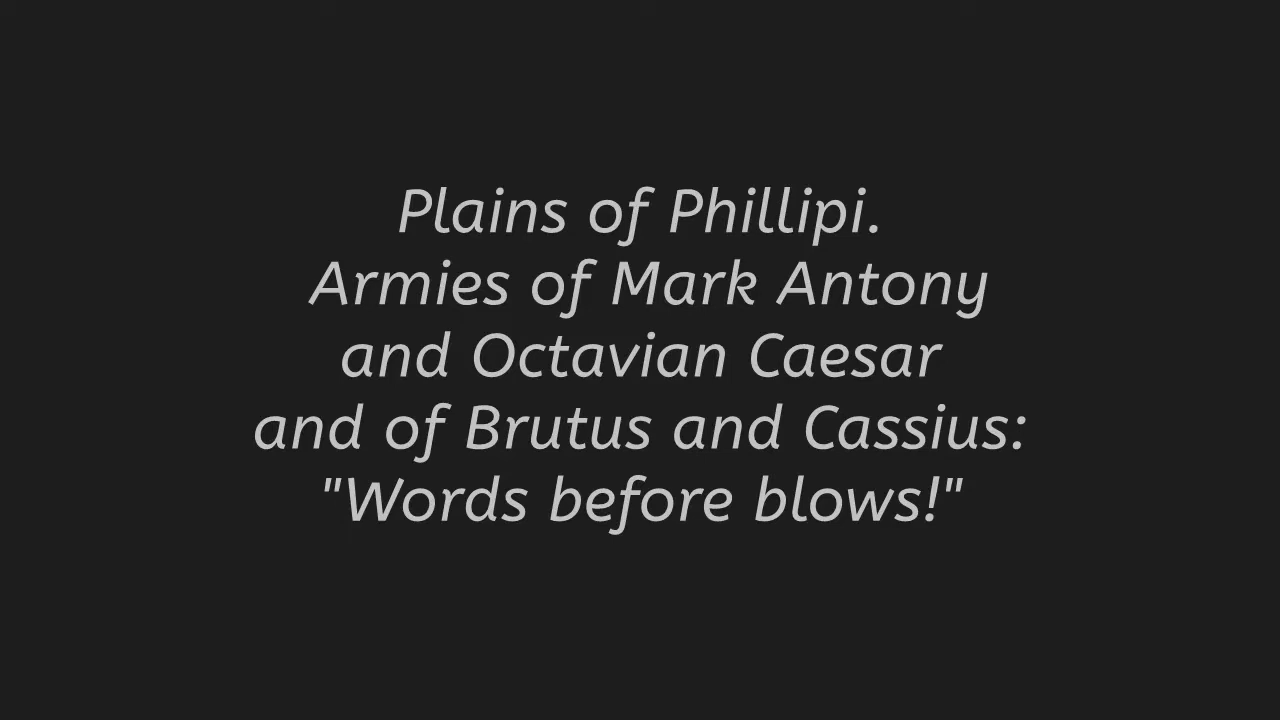 Plains of Phillipi.
Armies of Mark Antony
and Octavian Caesar
and of Brutus and Cassius:
"Words before blows!"